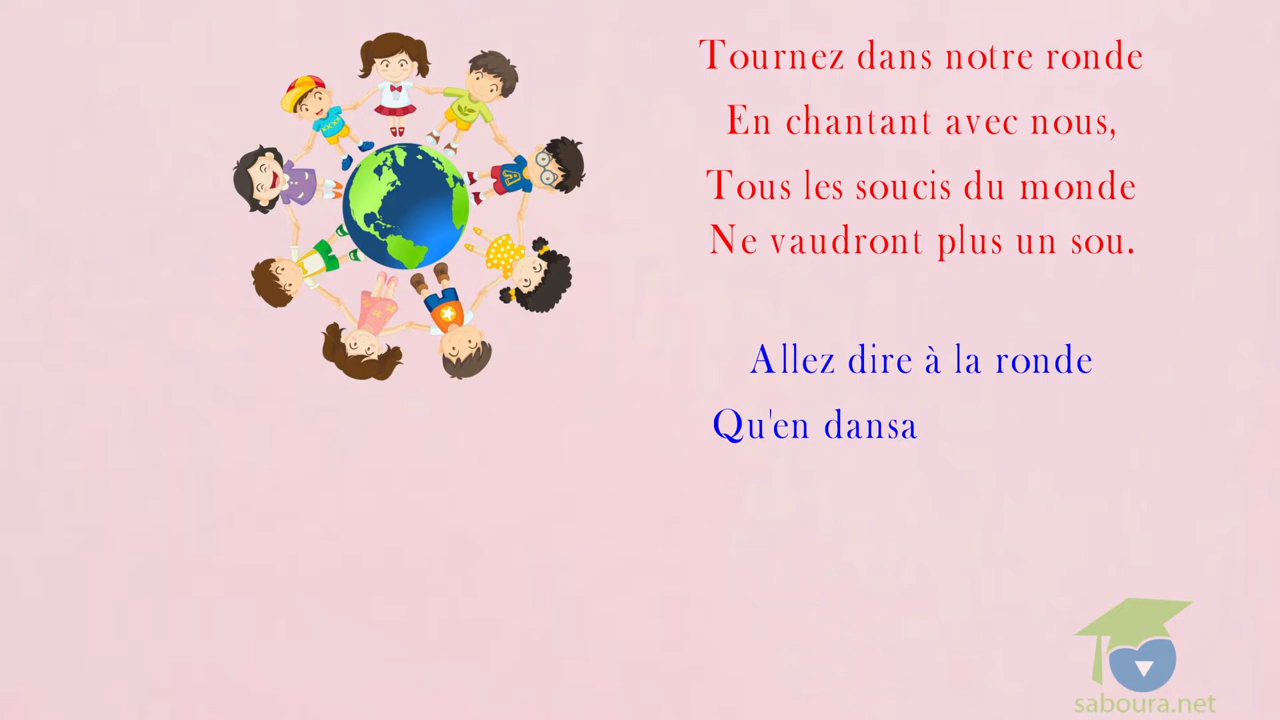 Tournez dans notre ronde
En chantant avec nous,
Tous les soucis du monde
Ne vaudront plus un sou.
Allez dire à la ronde
Qu'en dansa
saboura.net